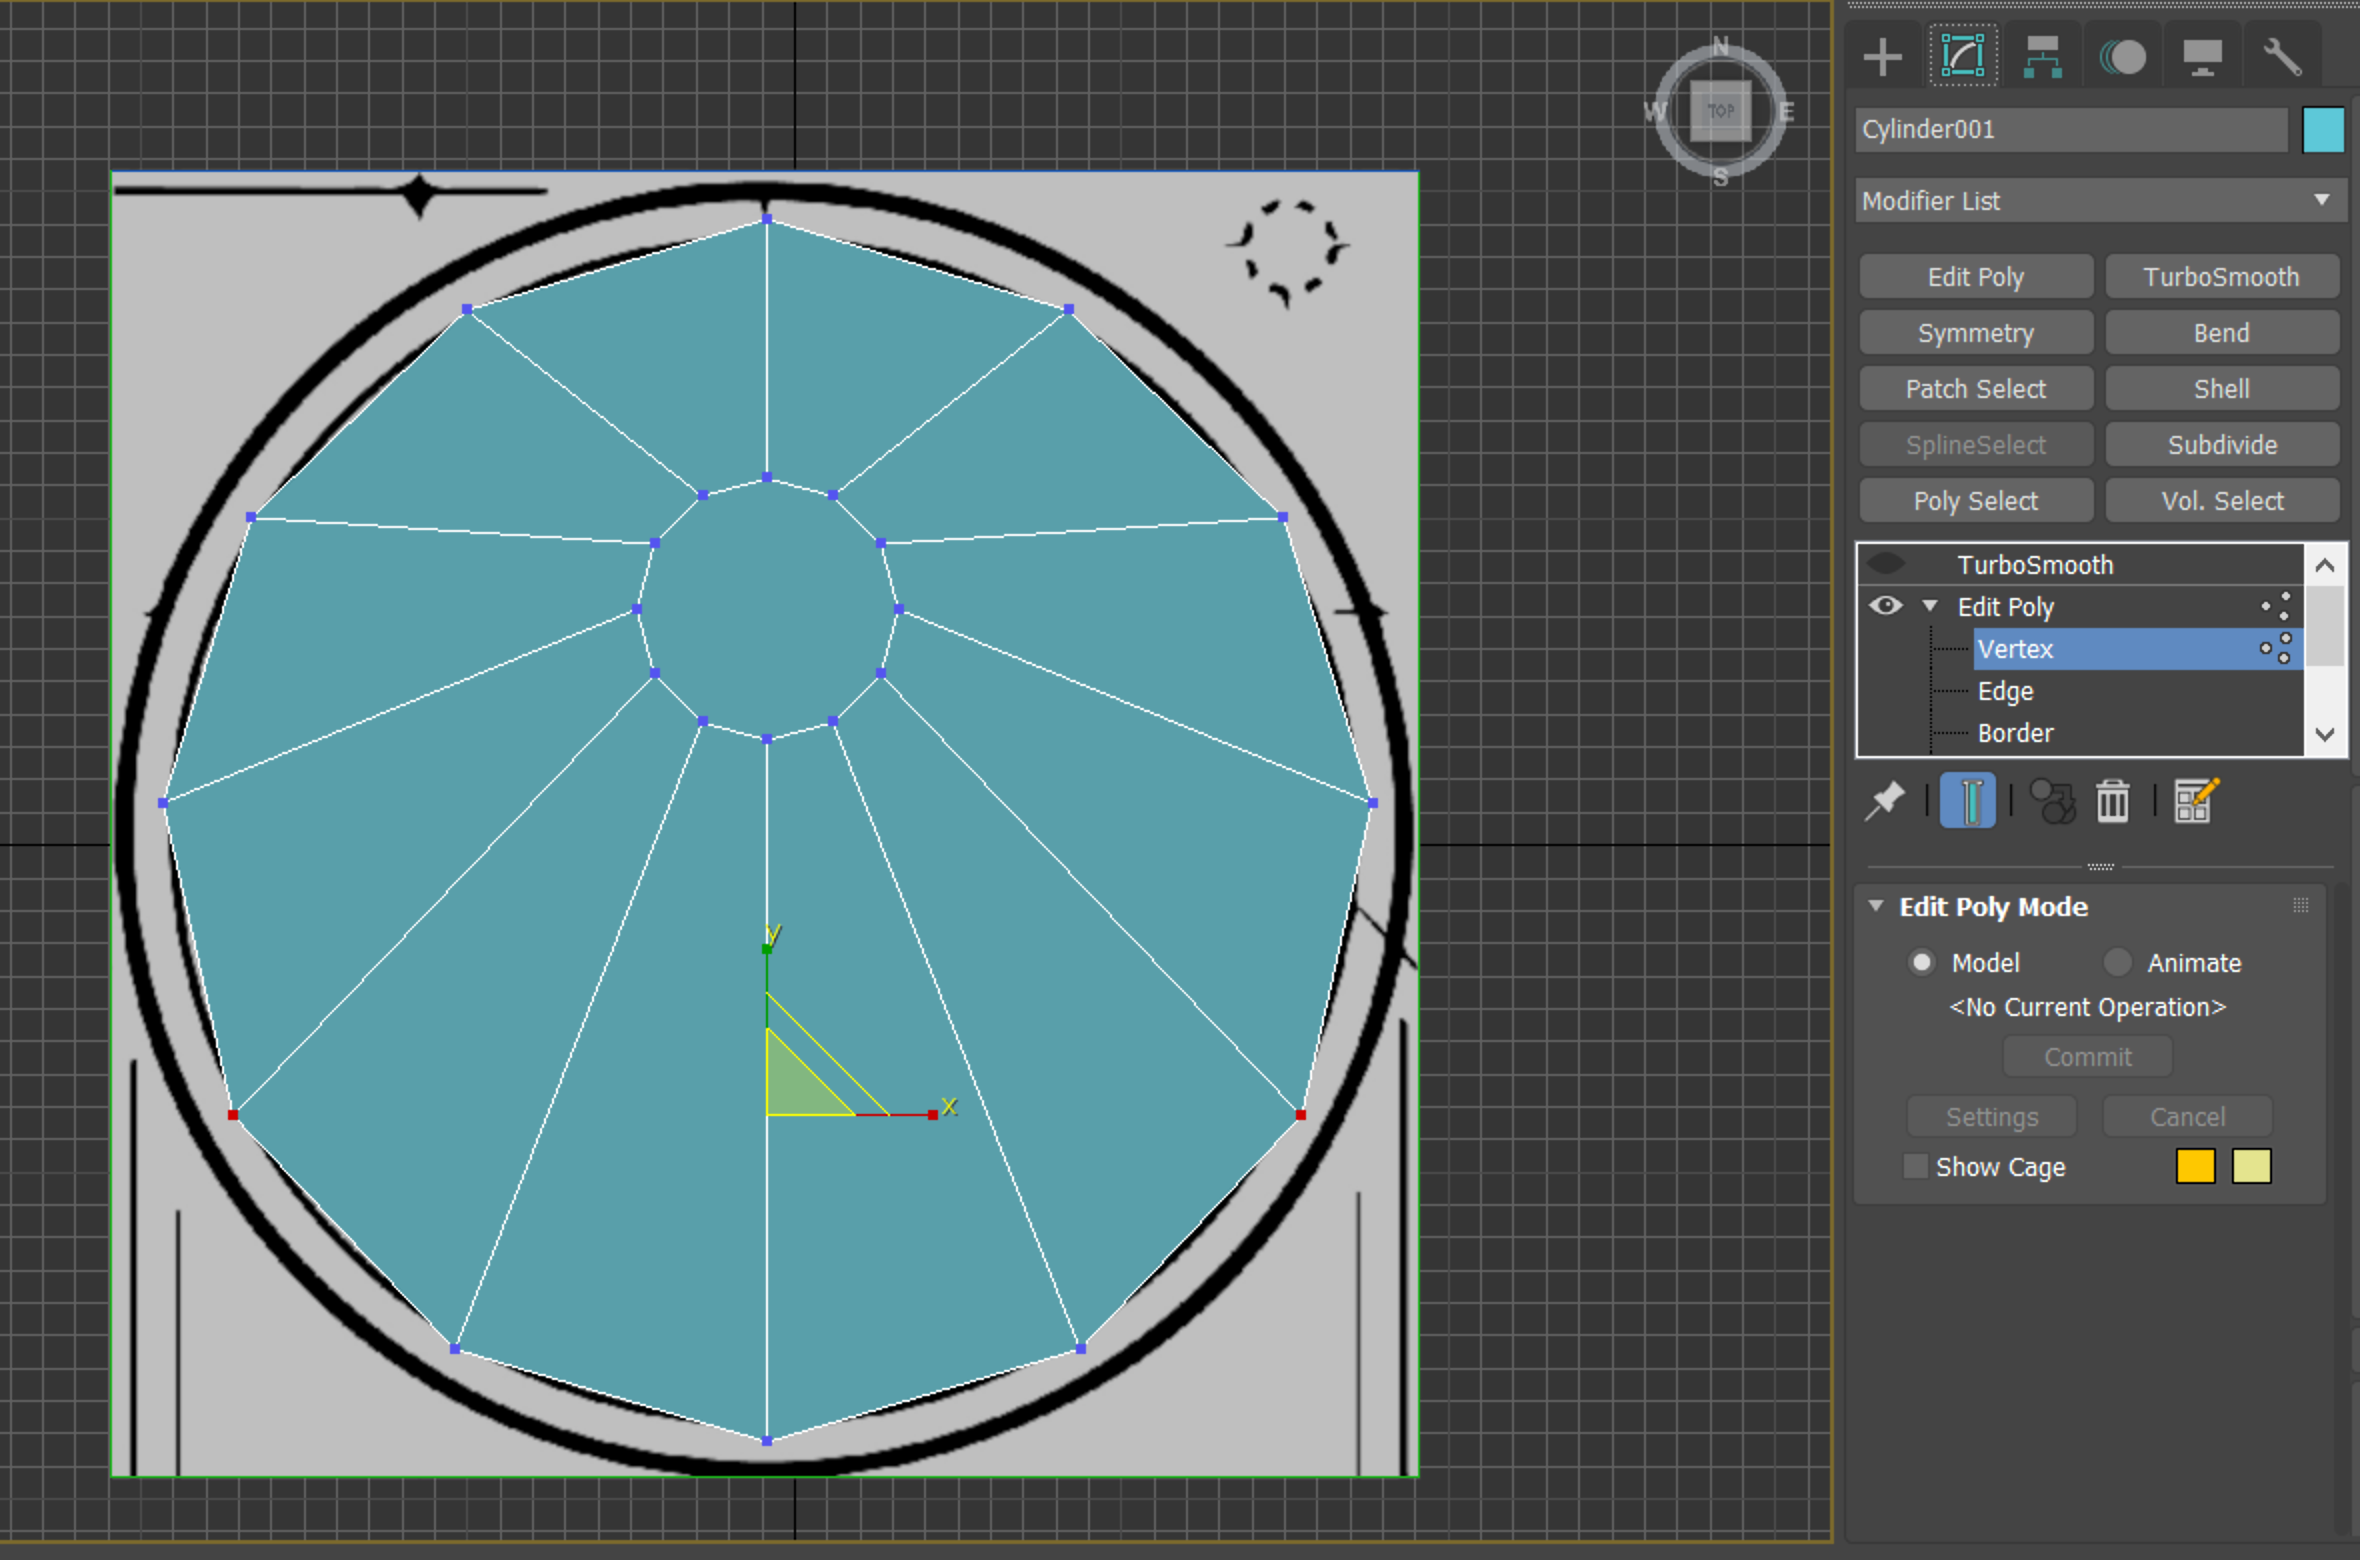 N
W TOP E
S
y
x
Cylinder001
Modifier List
Edit Poly TurboSmooth
Symmetry Bend
Patch Select Shell
SplineSelect Subdivide
Poly Select Vol. Select
TurboSmooth
Edit Poly
Vertex
Edge
Border
Edit Poly Mode
Model Animate
<No Current Operation>
Commit
Settings Cancel
Show Cage